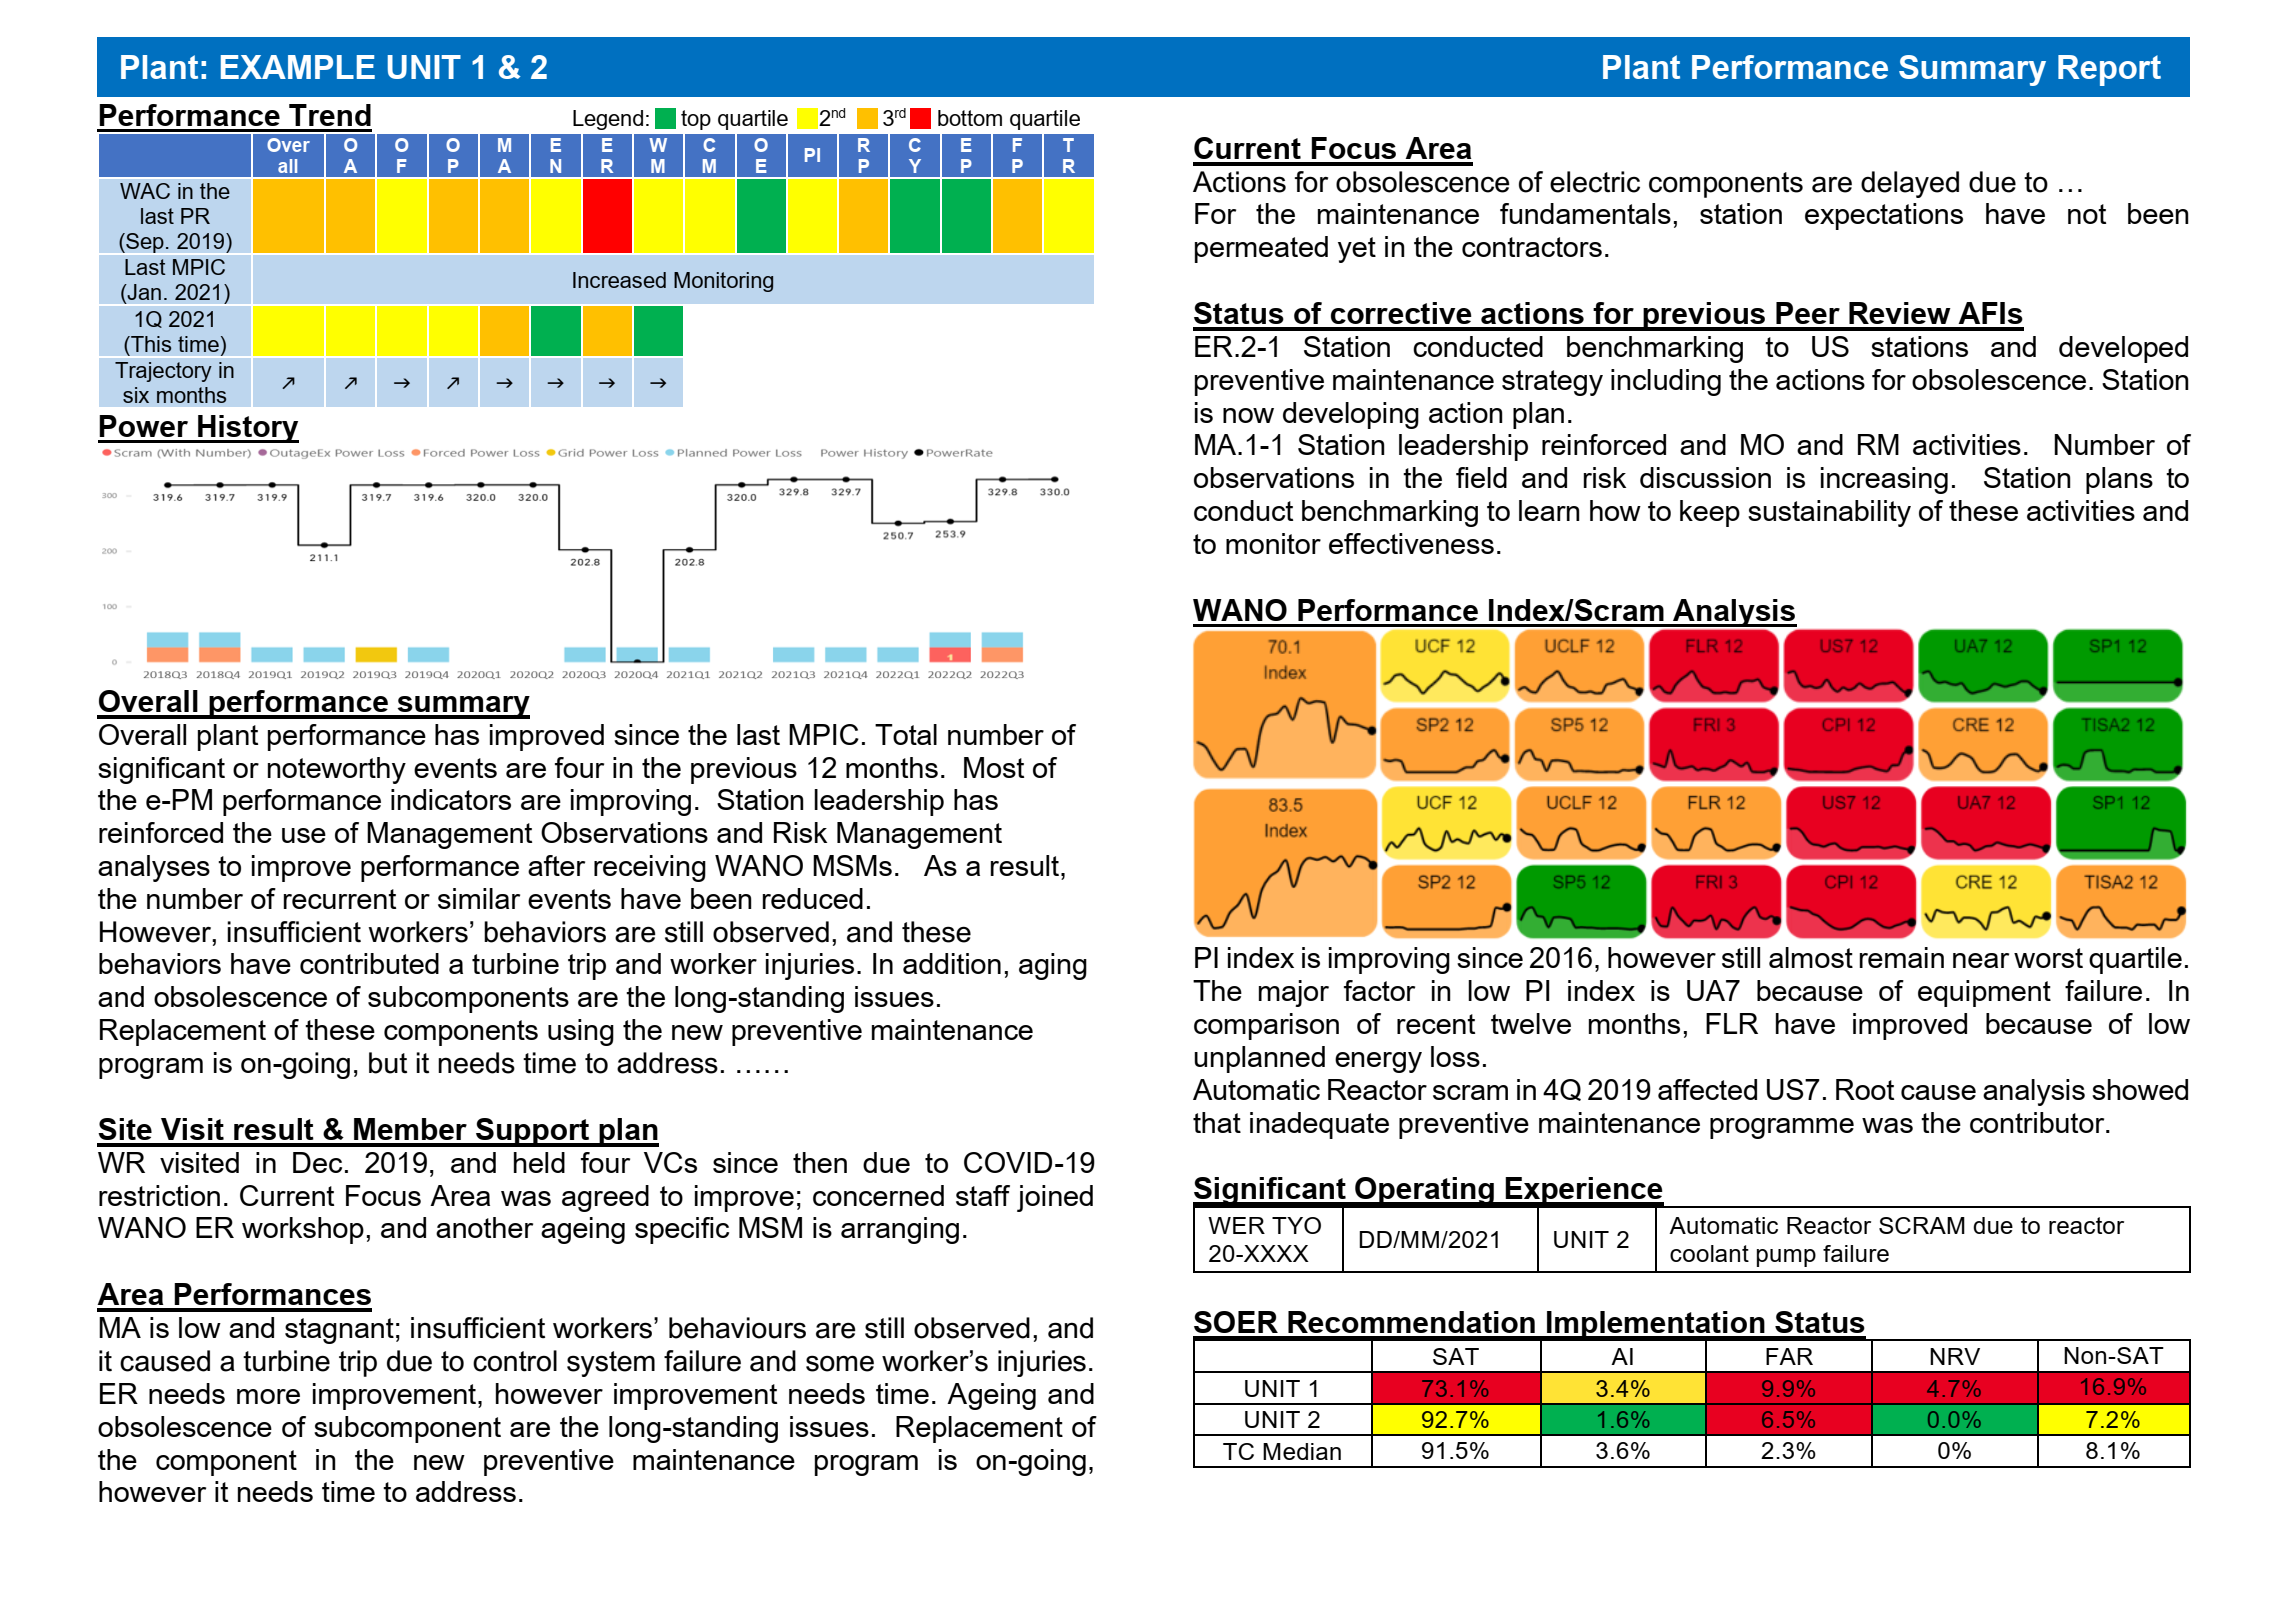 Plant: EXAMPLE UNIT 1 & 2 Plant Performance Summary Report
Performance Trend
Legend: top quartile 2nd 3rd bottom quartile
Over all O A O F O P M A E N E R W M C M O E PI R P C Y E P F P T R
WAC in the
last PR
(Sep. 2019)
Last MPIC
(Jan. 2021)
Increased Monitoring
1Q 2021
(This time)
Trajectory in
six months
↗ ↗ → ↗ → → → →
Power History
Scram (With Number) OutageEx Power Loss Forced Power Loss Grid Power Loss Planned Power Loss Power History PowerRate
300
200
100
0
319.6 319.7 319.9 211.1 319.7 319.6 320.0 320.0 202.8 202.8 320.0 329.8 329.7 250.7 253.9 329.8 330.0
1
2018Q3 2018Q4 2019Q1 2019Q2 2019Q3 2019Q4 2020Q1 2020Q2 2020Q3 2020Q4 2021Q1 2021Q2 2021Q3 2021Q4 2022Q1 2022Q2 2022Q3
Overall performance summary
Overall plant performance has improved since the last MPIC. Total number of
significant or noteworthy events are four in the previous 12 months. Most of
the e-PM performance indicators are improving. Station leadership has
reinforced the use of Management Observations and Risk Management
analyses to improve performance after receiving WANO MSMs. As a result,
the number of recurrent or similar events have been reduced.
However, insufficient workers' behaviors are still observed, and these
behaviors have contributed a turbine trip and worker injuries. In addition, aging
and obsolescence of subcomponents are the long-standing issues.
Replacement of these components using the new preventive maintenance
program is on-going, but it needs time to address. ……
Site Visit result & Member Support plan
WR visited in Dec. 2019, and held four VCs since then due to COVID-19
restriction. Current Focus Area was agreed to improve; concerned staff joined
WANO ER workshop, and another ageing specific MSM is arranging.
Area Performances
MA is low and stagnant; insufficient workers' behaviours are still observed, and
it caused a turbine trip due to control system failure and some worker's injuries.
ER needs more improvement, however improvement needs time. Ageing and
obsolescence of subcomponent are the long-standing issues. Replacement of
the component in the new preventive maintenance program is on-going,
however it needs time to address.
Current Focus Area
Actions for obsolescence of electric components are delayed due to …
For the maintenance fundamentals, station expectations have not been
permeated yet in the contractors.
Status of corrective actions for previous Peer Review AFIs
ER.2-1 Station conducted benchmarking to US stations and developed
preventive maintenance strategy including the actions for obsolescence. Station
is now developing action plan.
MA.1-1 Station leadership reinforced and MO and RM activities. Number of
observations in the field and risk discussion is increasing. Station plans to
conduct benchmarking to learn how to keep sustainability of these activities and
to monitor effectiveness.
WANO Performance Index/Scram Analysis
70.1
Index
UCF 12 UCLF 12 FLR 12 US7 12 UA7 12 SP1 12
SP2 12 SP5 12 FRI 3 CPI 12 CRE 12 TISA2 12
83.5
Index
UCF 12 UCLF 12 FLR 12 US7 12 UA7 12 SP1 12
SP2 12 SP5 12 FRI 3 CPI 12 CRE 12 TISA2 12
PI index is improving since 2016, however still almost remain near worst quartile.
The major factor in low PI index is UA7 because of equipment failure. In
comparison of recent twelve months, FLR have improved because of low
unplanned energy loss.
Automatic Reactor scram in 4Q 2019 affected US7. Root cause analysis showed
that inadequate preventive maintenance programme was the contributor.
Significant Operating Experience
WER TYO
20-XXXX
DD/MM/2021
UNIT 2
Automatic Reactor SCRAM due to reactor
coolant pump failure
SOER Recommendation Implementation Status
SAT AI FAR NRV Non-SAT
UNIT 1 73.1% 3.4% 9.9% 4.7% 16.9%
UNIT 2 92.7% 1.6% 6.5% 0.0% 7.2%
TC Median 91.5% 3.6% 2.3% 0% 8.1%